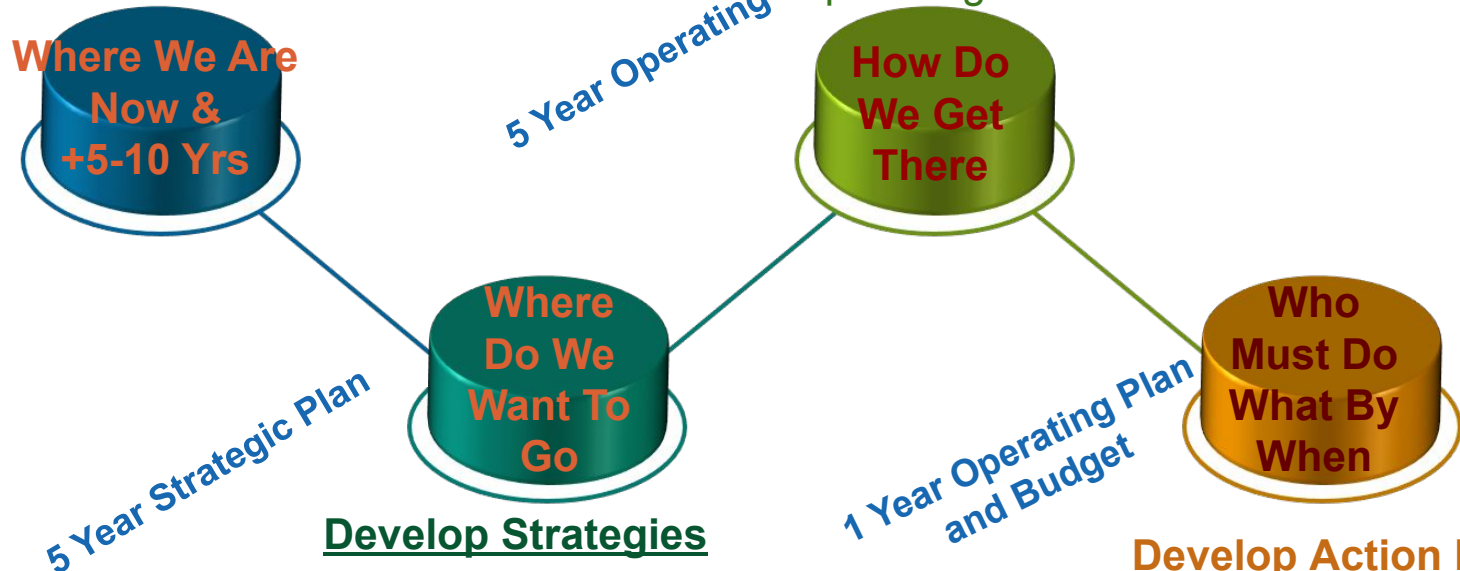 Where We Are
Now &
+5-10 Yrs
5 Year Operating
How Do
We Get
There
Where
Do We
Want To
Go
5 Year Strategic Plan
Develop Strategies
1 Year Operating Plan
and Budget
Who
Must Do
What By
When
Develop Action